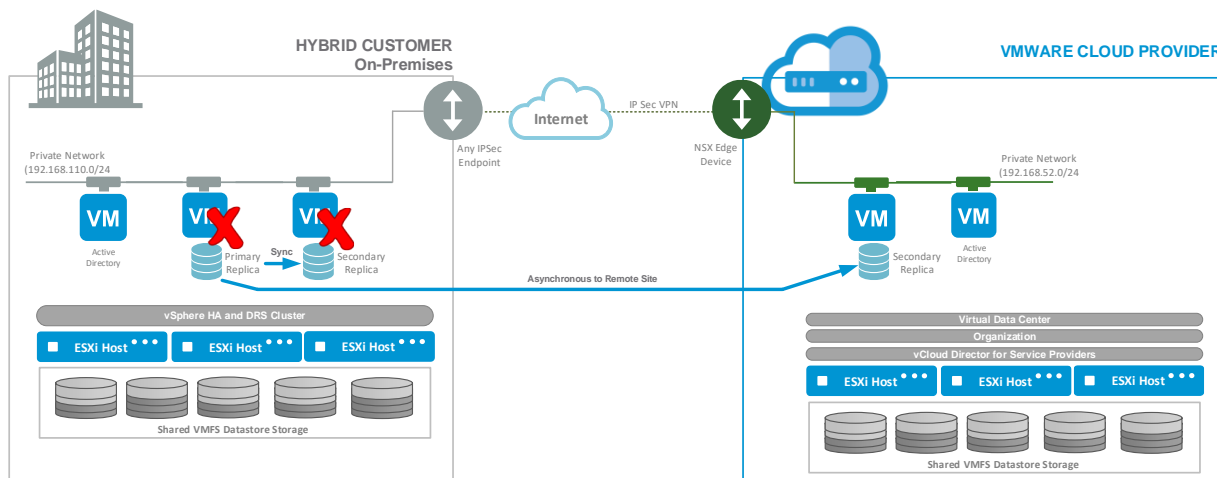 HYBRID CUSTOMER
On-Premises
VMWARE CLOUD PROVIDER
Internet
IP Sec VPN
Any IPSec
Endpoint
NSX Edge
Device
Private Network
(192.168.110.0/24
Private Network
(192.168.52.0/24
VM
VM
VM
VM
VM
Active
Directory
Primary
Replica
Sync
Secondary
Replica
Secondary
Replica
Active
Directory
Asynchronous to Remote Site
vSphere HA and DRS Cluster
ESXi Host
ESXi Host
ESXi Host
Shared VMFS Datastore Storage
Virtual Data Center
Organization
vCloud Director for Service Providers
ESXi Host
ESXi Host
ESXi Host
Shared VMFS Datastore Storage